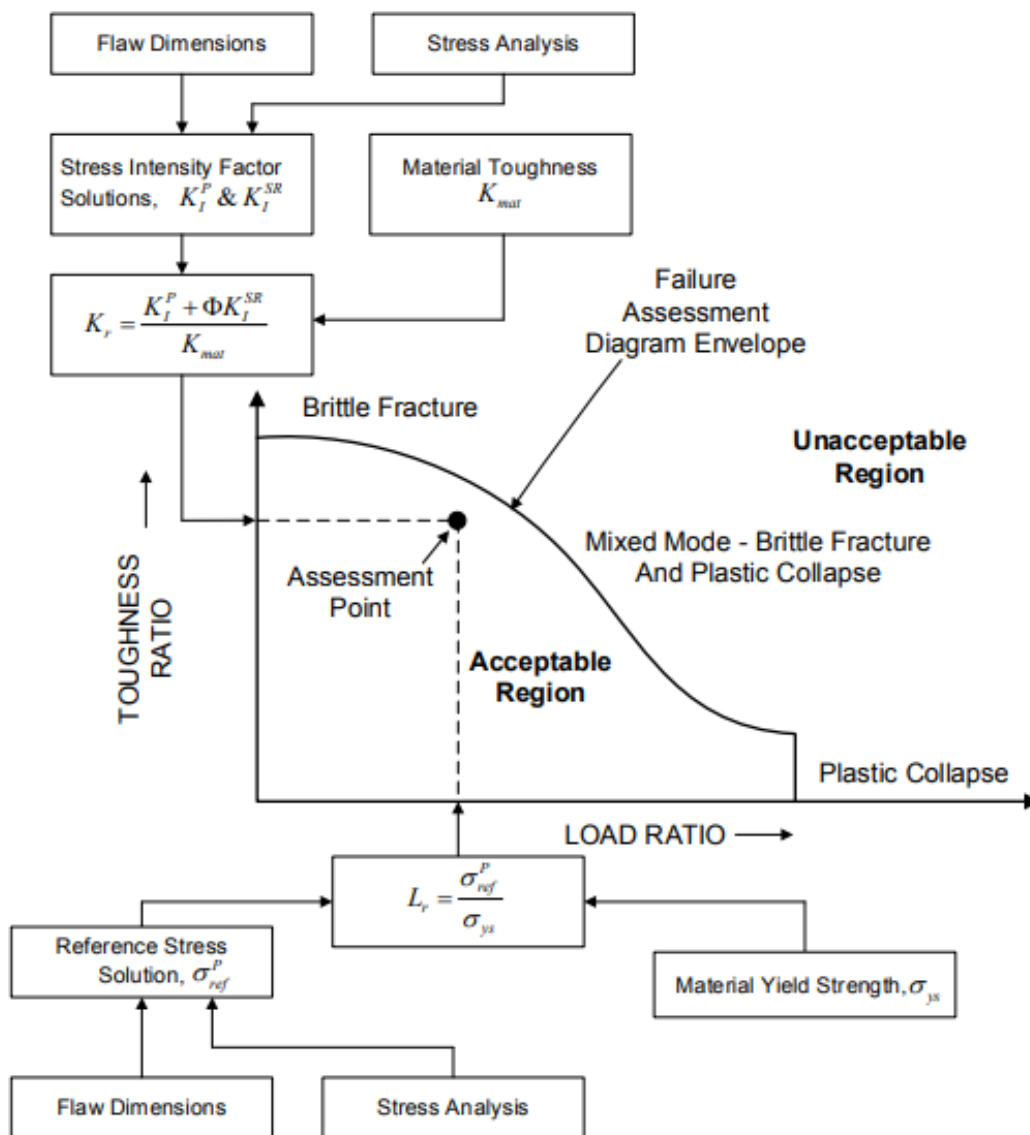 Flaw Dimensions
Stress Analysis
Stress Intensity Factor
Solutions, K_I^P & K_I^SR
Material Toughness
K_mat
K_r = (K_I^P + ΦK_I^SR) / K_mat
Failure
Assessment
Diagram Envelope
Brittle Fracture
Unacceptable
Region
Mixed Mode - Brittle Fracture
And Plastic Collapse
TOUGHNESS
RATIO
Assessment
Point
Acceptable
Region
Plastic Collapse
LOAD RATIO
L_r = σ_ref^P / σ_ys
Reference Stress
Solution, σ_ref^P
Material Yield Strength, σ_ys
Flaw Dimensions
Stress Analysis